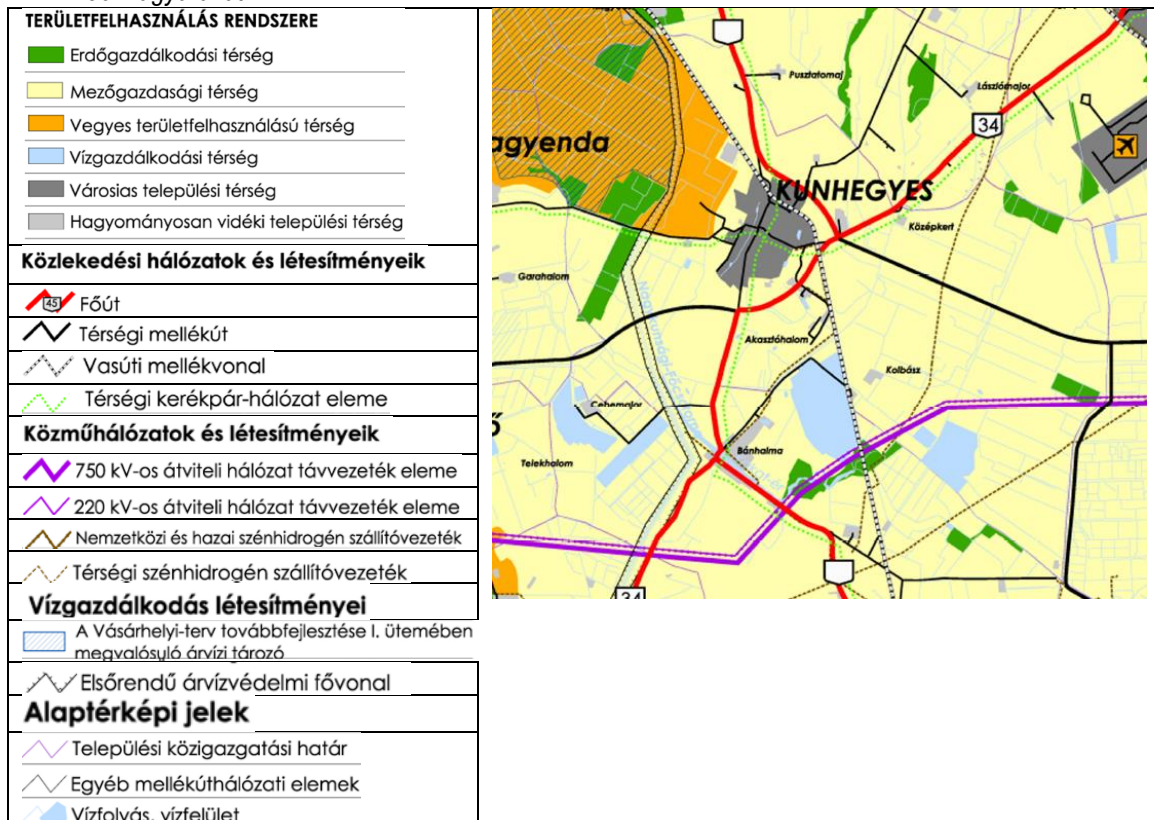 TERÜLETFELHASZNÁLÁS RENDSZERE
Erdőgazdálkodási térség
Mezőgazdasági térség
Vegyes területfelhasználású térség
Vízgazdálkodási térség
Városias települési térség
Hagyományosan vidéki települési térség
Közlekedési hálózatok és létesítményeik
45 Főút
Térségi mellékút
Vasúti mellékvonal
Térségi kerékpár-hálózat eleme
Közműhálózatok és létesítményeik
750 kV-os átviteli hálózat távvezeték eleme
220 kV-os átviteli hálózat távvezeték eleme
Nemzetközi és hazai szénhidrogén szállítóvezeték
Térségi szénhidrogén szállítóvezeték
Vízgazdálkodás létesítményei
A Vásárhelyi-terv továbbfejlesztése I. ütemében
megvalósuló árvízi tározó
Elsőrendű árvízvédelmi fővonal
Alaptérképi jelek
Települési közigazgatási határ
Egyéb mellékúthálózati elemek
Vízfolyás, vízfelület
Pusztatomaj
Lászlómajor
34
agyenda
KUNHEGYES
Középkert
Garahalom
Akasztóhalom
Kolbász
Bánhalma
Telekhalom
34